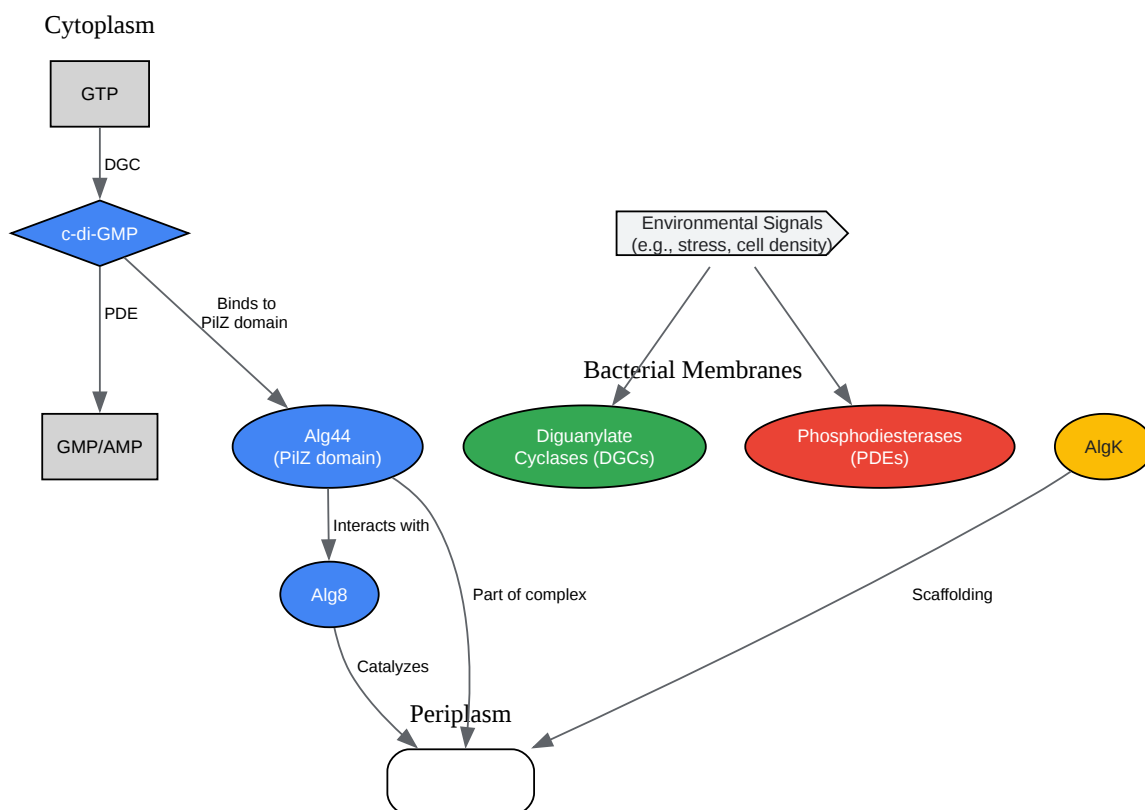 Cytoplasm
GTP
DGC
c-di-GMP
Environmental Signals
(e.g., stress, cell density)
PDE
Binds to
PilZ domain
Bacterial Membranes
GMP/AMP
Alg44
(PilZ domain)
Diguanylate
Cyclases (DGCs)
Phosphodiesterases
(PDEs)
AlgK
Interacts with
Alg8
Part of complex
Scaffolding
Catalyzes
Periplasm